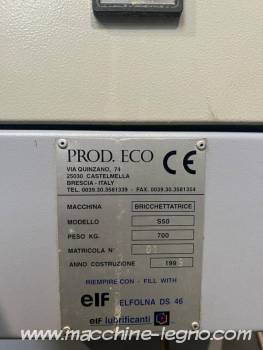 PROD. ECO
CE
VIA QUINZANO, 74
25030 CASTELMELLA
BRESCIA - ITALY
TEL. 0039.30.3581339 - FAX. 0039.30.3581354
MACCHINA BRICCHETTATRICE
MODELLO S50
PESO KG. 700
MATRICOLA N°
ANNO COSTRUZIONE 199
RIEMPIRE CON - FILL WITH
elf ELFOLNA DS 46
elf lubrificanti
https://www.macchine-legno.com/